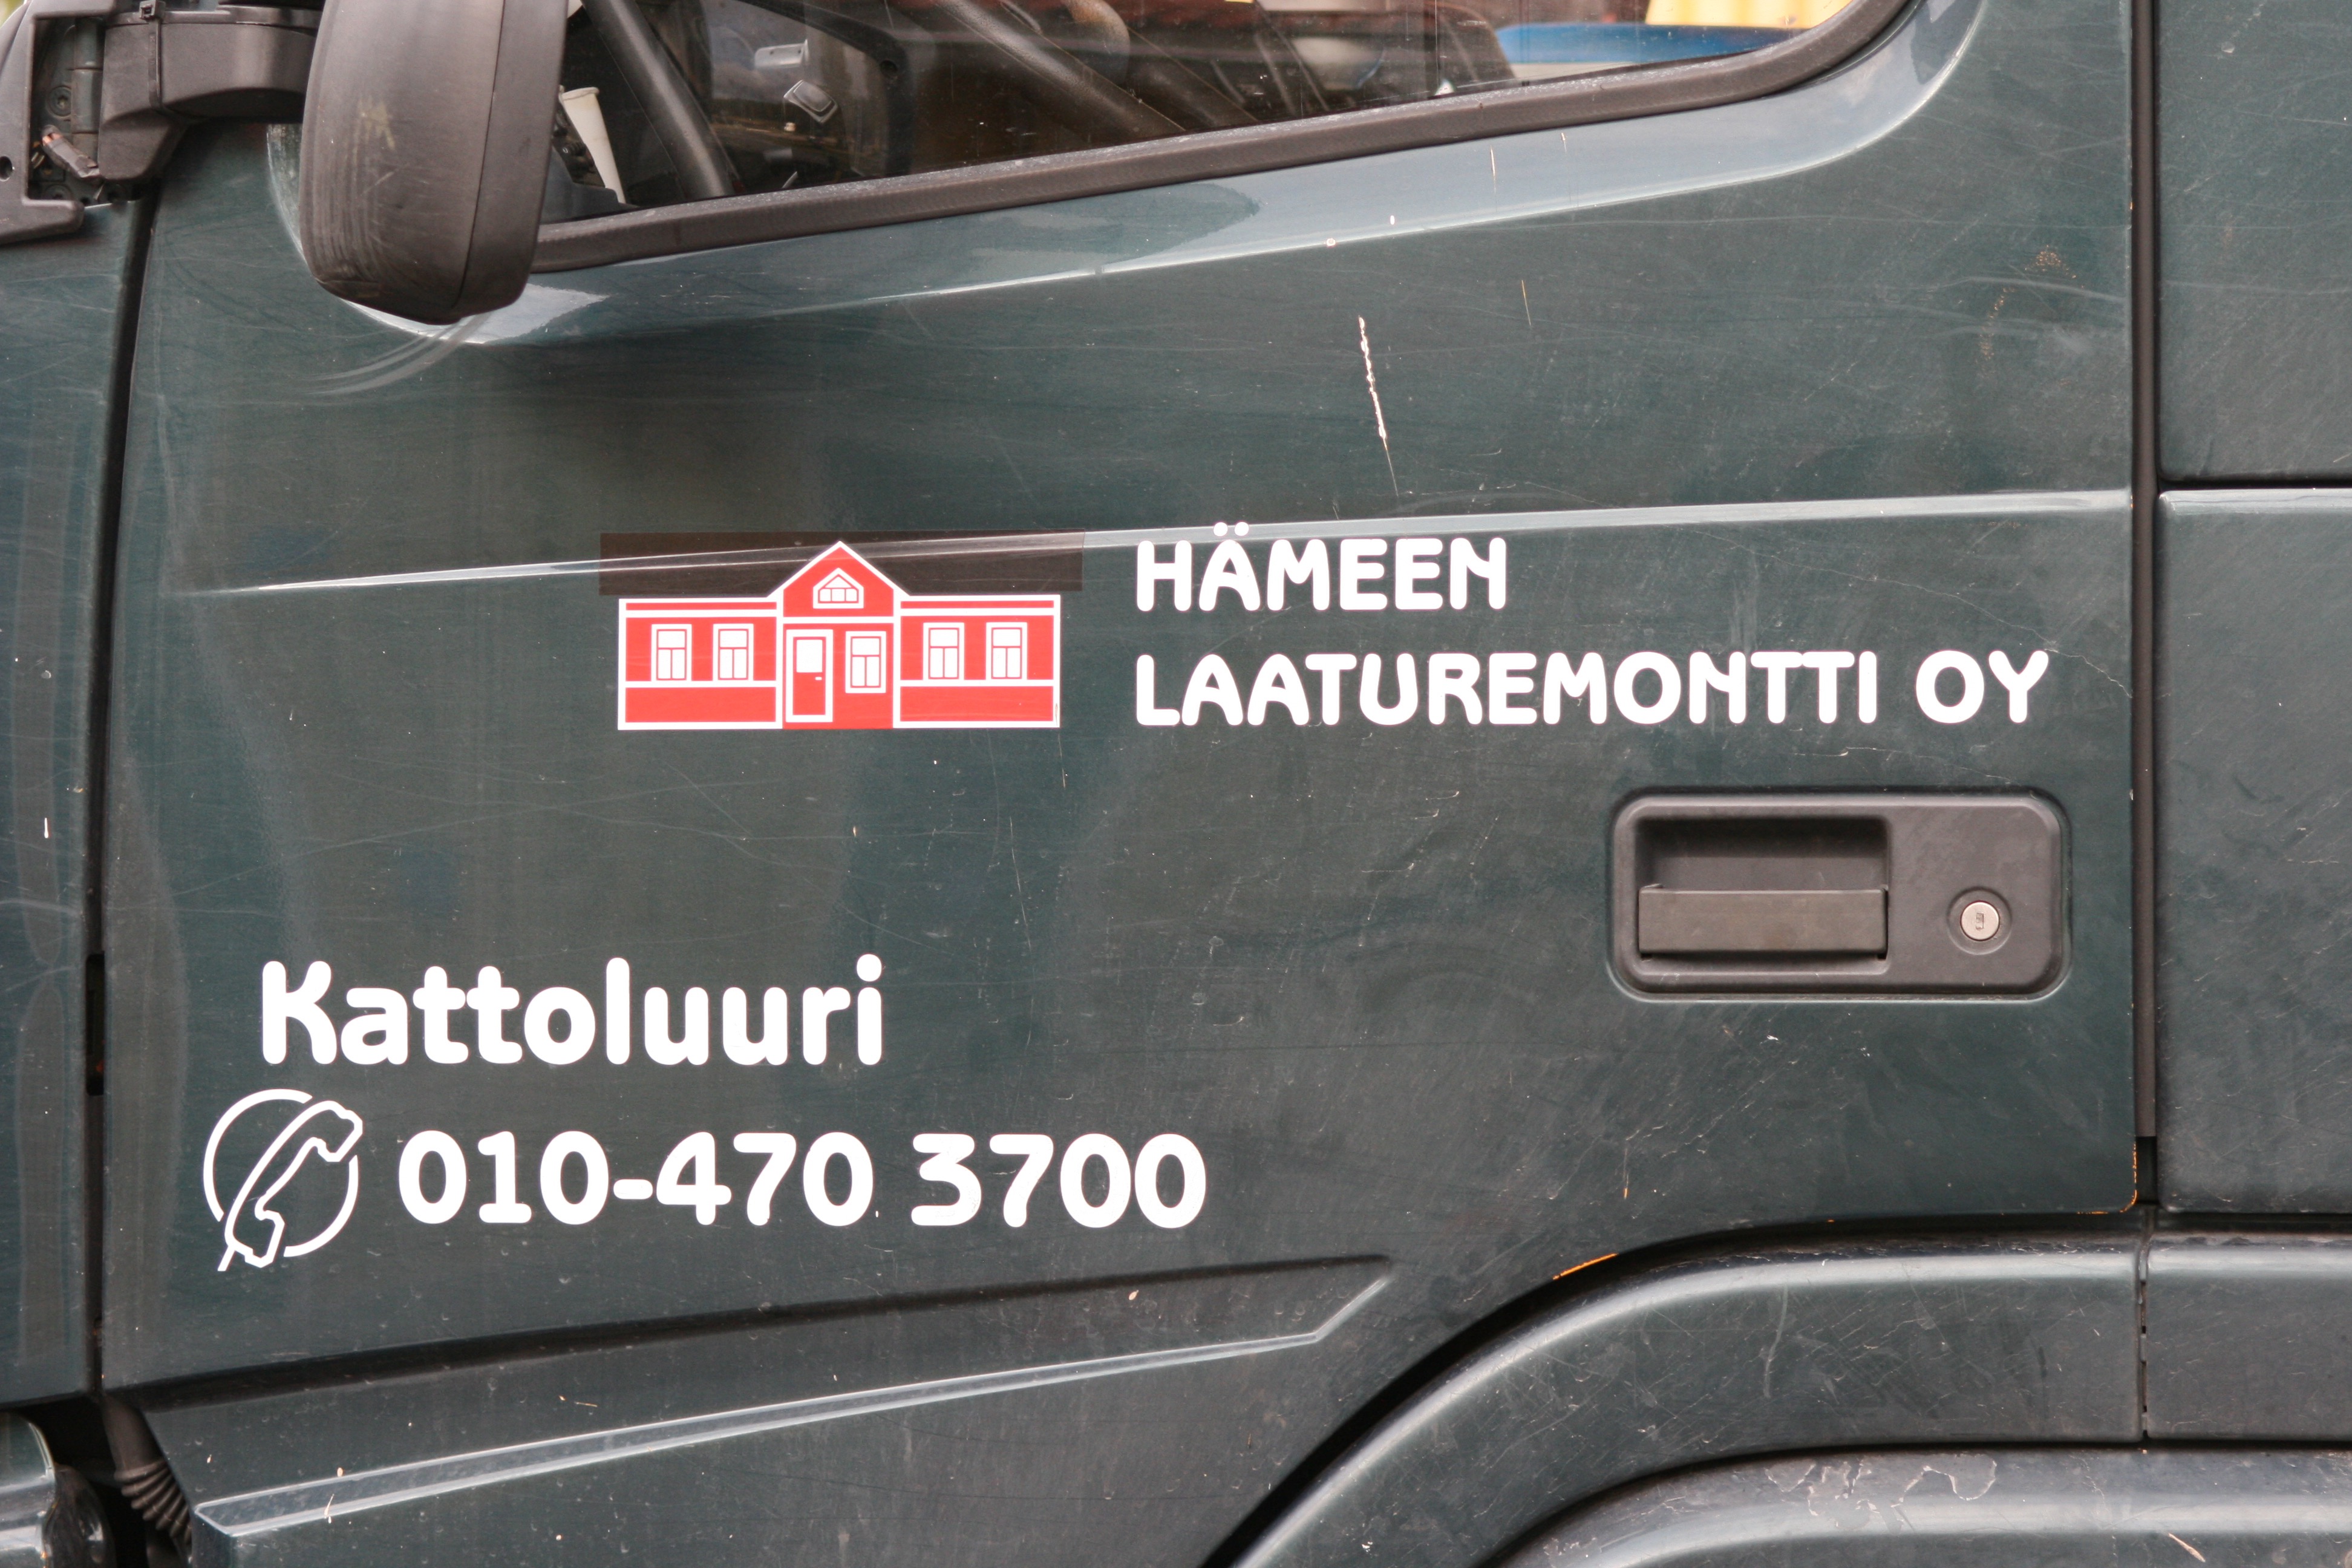 HÄMEEN
LAATUREMONTTI OY
Kattoluuri
010-470 3700